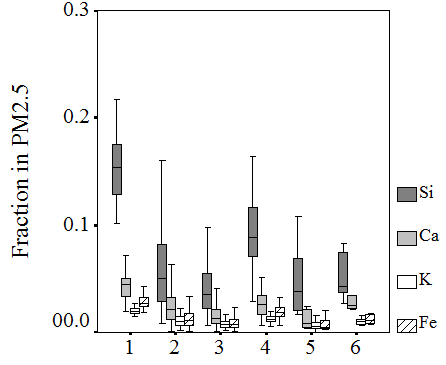 0.3
0.2
0.1
00.0
Fraction in PM2.5
1 2 3 4 5 6
Si
Ca
K
Fe